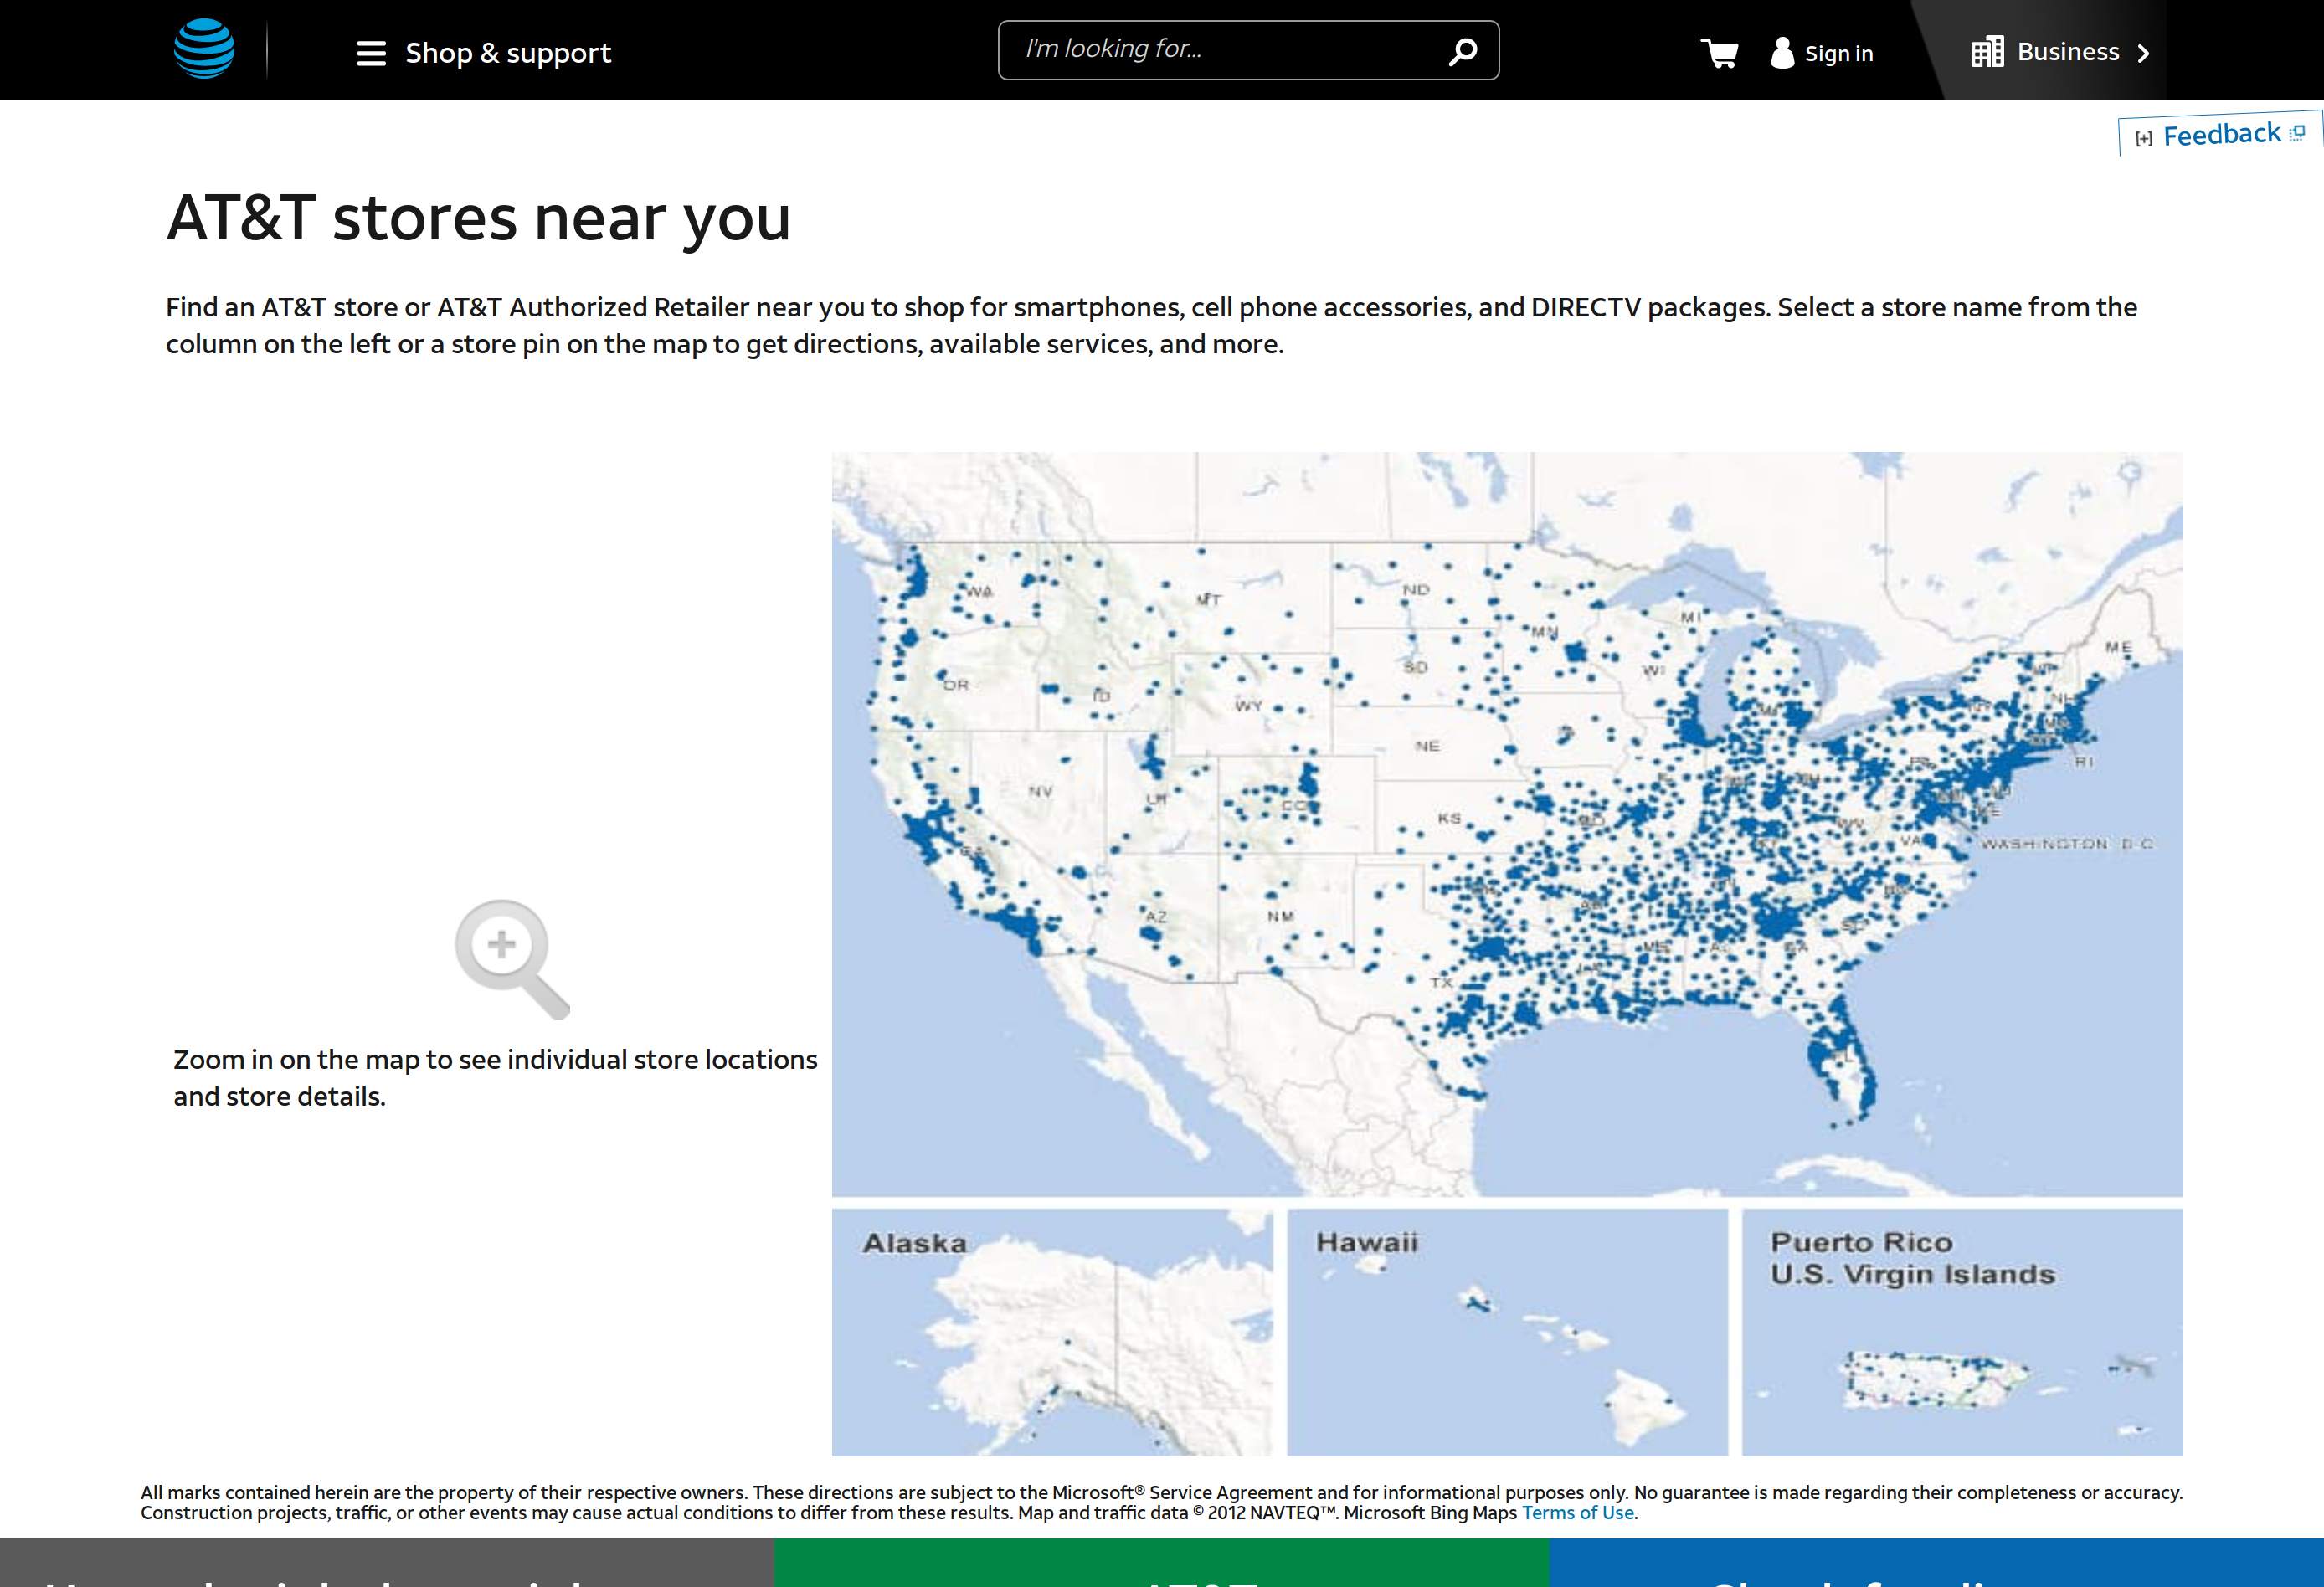 Shop & support
I'm looking for...
Sign in
Business
[+] Feedback
AT&T stores near you
Find an AT&T store or AT&T Authorized Retailer near you to shop for smartphones, cell phone accessories, and DIRECTV packages. Select a store name from the
column on the left or a store pin on the map to get directions, available services, and more.
Zoom in on the map to see individual store locations
and store details.
WA
MT
ND
MN
MI
ME
OR
ID
SD
WI
WY
NH
NE
RI
NV
UT
CO
KS
WV
VA
WASHINGTON D.C.
CA
AZ
NM
MS
GA
SC
TX
FL
Alaska
Hawaii
Puerto Rico
U.S. Virgin Islands
All marks contained herein are the property of their respective owners. These directions are subject to the Microsoft® Service Agreement and for informational purposes only. No guarantee is made regarding their completeness or accuracy.
Construction projects, traffic, or other events may cause actual conditions to differ from these results. Map and traffic data © 2012 NAVTEQ™. Microsoft Bing Maps Terms of Use.